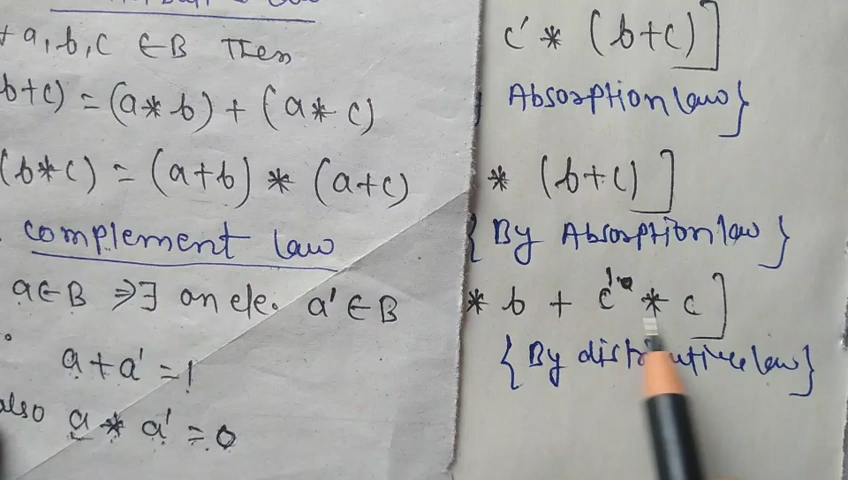 a, b, c ∈ B Then
b+c) = (a * b) + (a * c)
(b * c) = (a+b) * (a+c)
complement law
a ∈ B ⇒ ∃ an ele. a' ∈ B
a + a' = 1
also a * a' = 0
c' * (b+c)]
Absorption law}
* (b+c)]
{By Absorption law}
* b + c' * c]
{By distributive law}